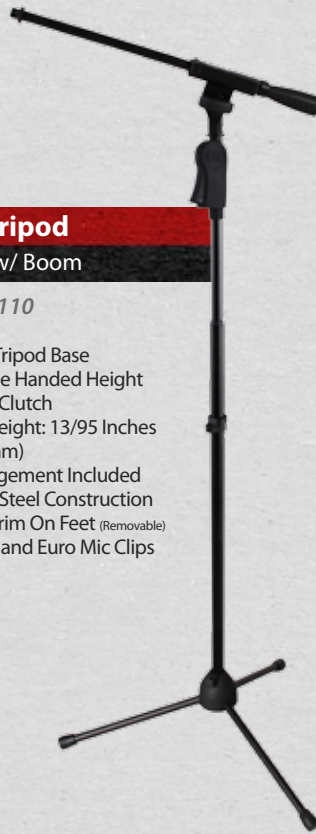 ripod
w/ Boom
110
ripod Base
e Handed Height
Clutch
eight: 13/95 Inches
m)
gement Included
Steel Construction
rim On Feet (Removable)
and Euro Mic Clips